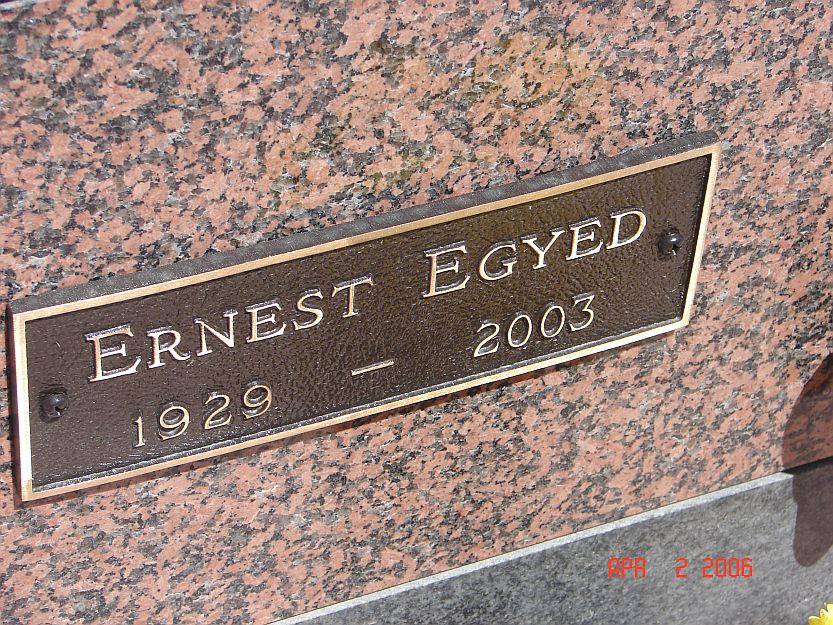 ERNEST EGYED
1929 — 2003
APR 2 2006